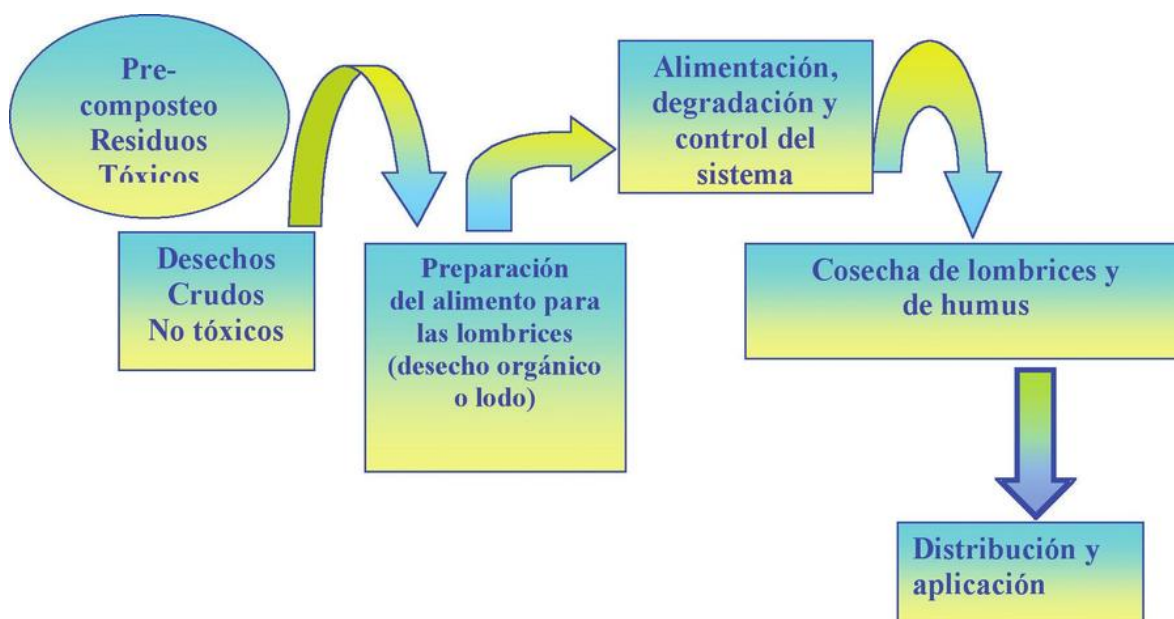 Pre-
composteo
Residuos
Tóxicos
Desechos
Crudos
No tóxicos
Preparación
del alimento para
las lombrices
(desecho orgánico
o lodo)
Alimentación,
degradación y
control del
sistema
Cosecha de lombrices y
de humus
Distribución y
aplicación